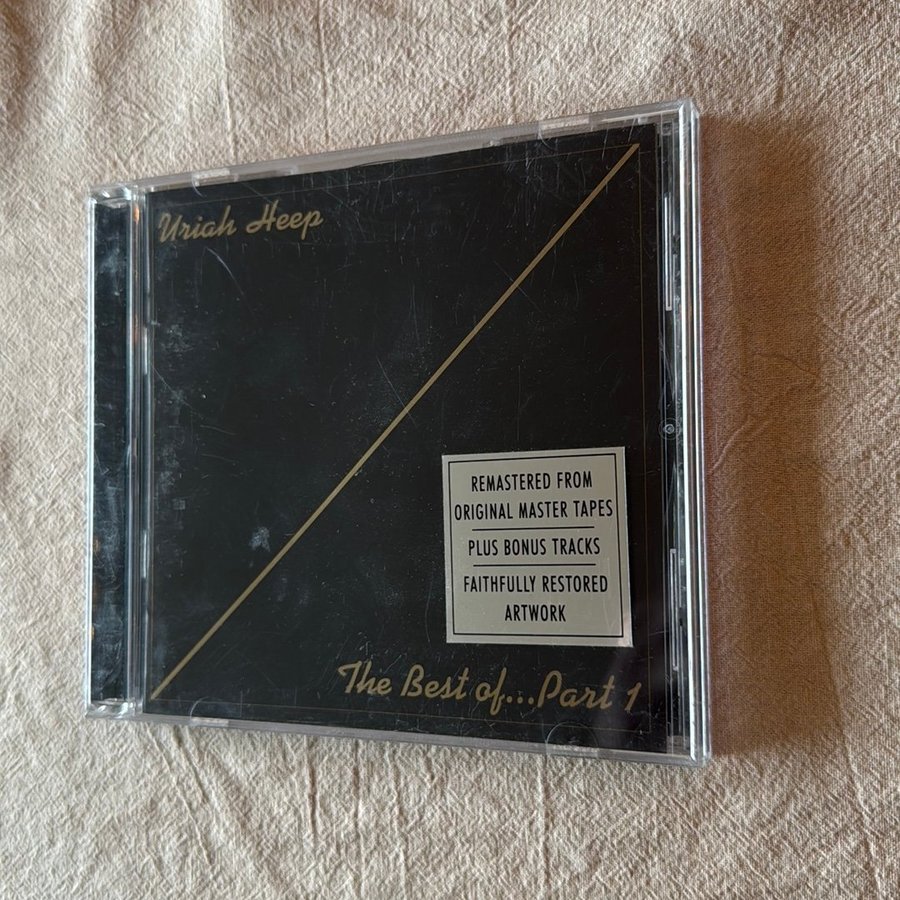 Uriah Heep
REMASTERED FROM
ORIGINAL MASTER TAPES
PLUS BONUS TRACKS
FAITHFULLY RESTORED
ARTWORK
The Best of...Part 1